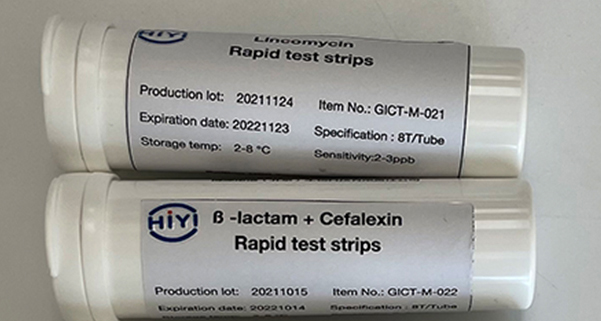 HiYi
Lincomycin
Rapid test strips
Production lot: 20211124 Item No.: GICT-M-021
Expiration date: 20221123 Specification : 8T/Tube
Storage temp: 2-8 °C Sensitivity:2-3ppb
HiYi
ß -lactam + Cefalexin
Rapid test strips
Production lot: 20211015 Item No.: GICT-M-022
Expiration date: 20221014 Specification : 8T/Tube